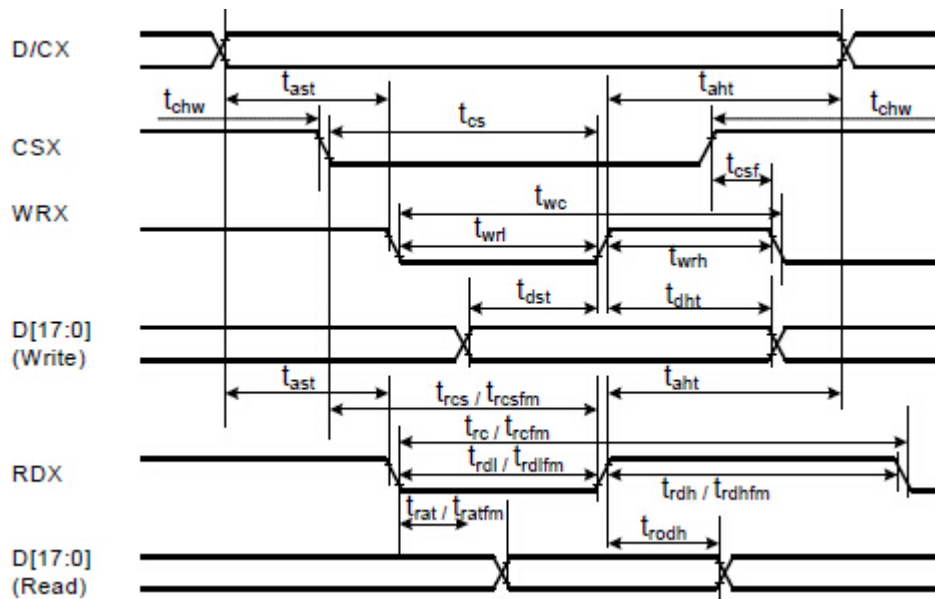 D/CX
t_ast t_aht
t_chw t_cs t_chw
CSX
t_csf
WRX t_wc
t_wrl t_wrh
t_dst t_dht
D[17:0]
(Write)
t_ast t_rcs / t_rcsfm t_aht
t_rc / t_rcfm
RDX t_rdl / t_rdlfm t_rdh / t_rdhfm
t_rat / t_ratfm t_rodh
D[17:0]
(Read)